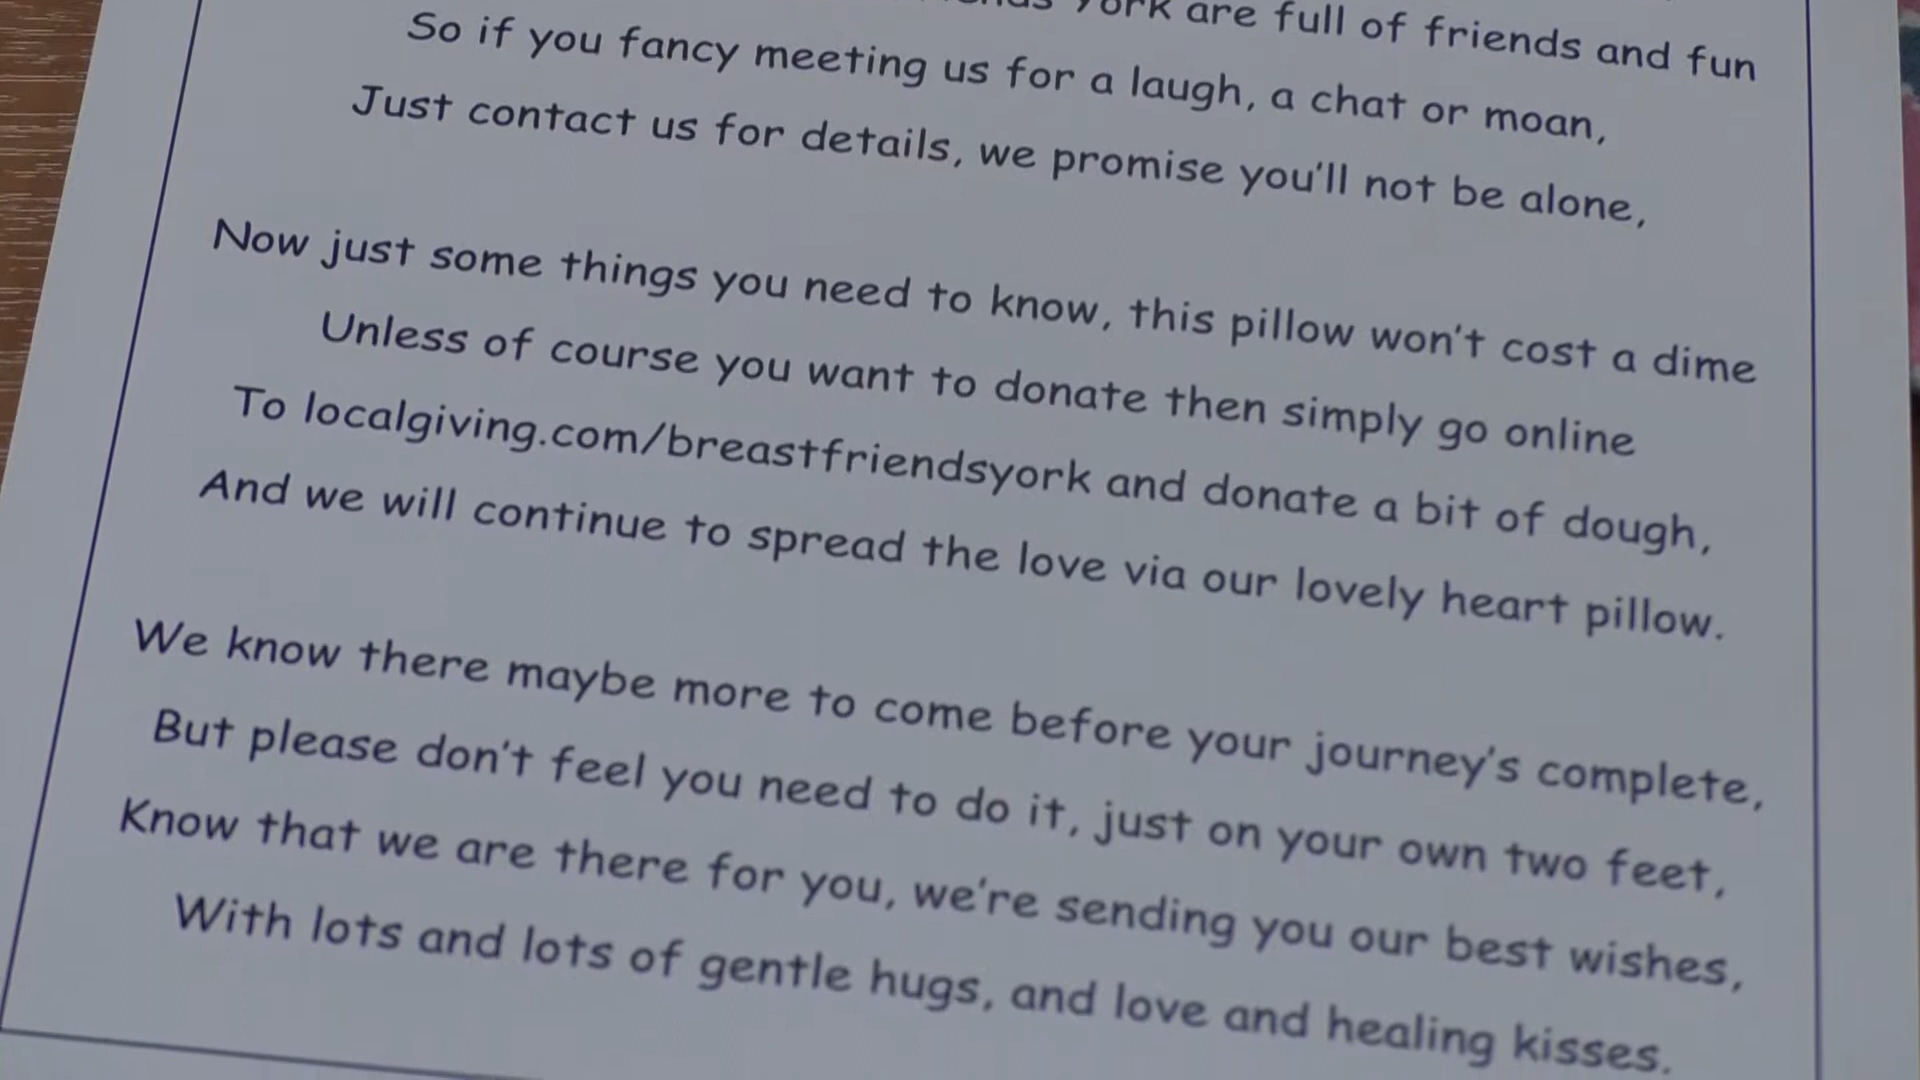 York are full of friends and fun
So if you fancy meeting us for a laugh, a chat or moan,
Just contact us for details, we promise you'll not be alone,
Now just some things you need to know, this pillow won't cost a dime
Unless of course you want to donate then simply go online
To localgiving.com/breastfriendsyork and donate a bit of dough,
And we will continue to spread the love via our lovely heart pillow.
We know there maybe more to come before your journey's complete,
But please don't feel you need to do it, just on your own two feet,
Know that we are there for you, we're sending you our best wishes,
With lots and lots of gentle hugs, and love and healing kisses.